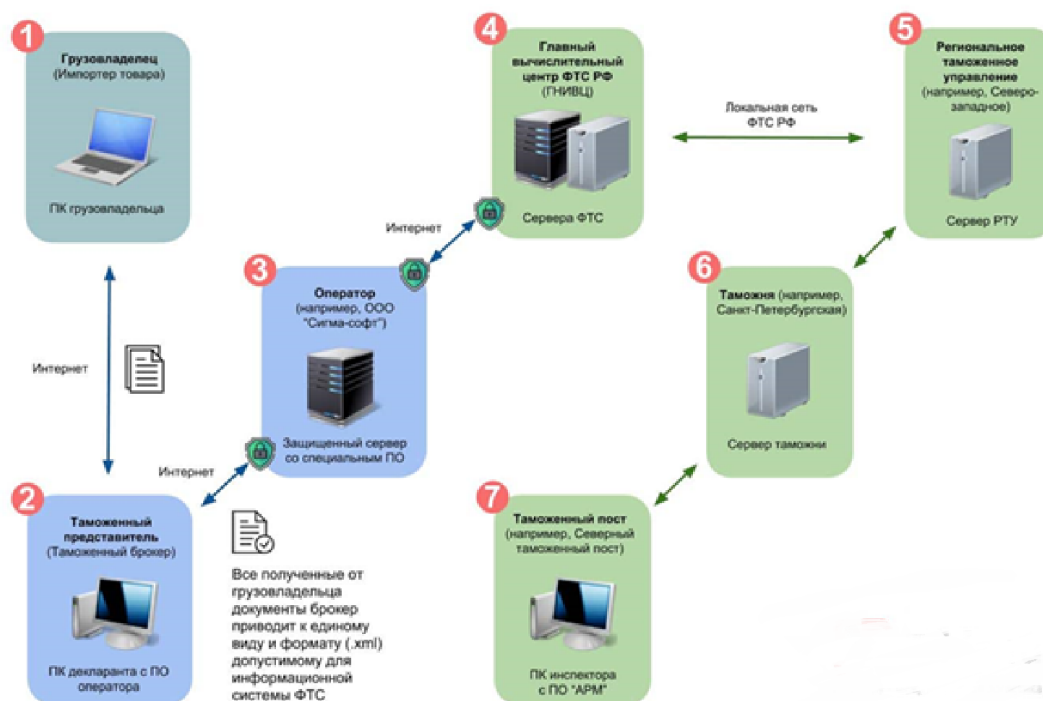 1
Грузовладелец
(Импортер товара)
ПК грузовладельца
Интернет
2
Таможенный
представитель
(Таможенный брокер)
ПК декларанта с ПО
оператора
Интернет
Все полученные от
грузовладельца
документы брокер
приводит к единому
виду и формату (.xml)
допустимому для
информационной
системы ФТС
3
Оператор
(например, ООО
"Сигма-софт")
Защищенный сервер
со специальным ПО
Интернет
4
Главный
вычислительный
центр ФТС РФ
(ГНИВЦ)
Сервера ФТС
Локальная сеть
ФТС РФ
5
Региональное
таможенное
управление
(например, Северо-
западное)
Сервер РТУ
6
Таможня (например,
Санкт-Петербургская)
Сервер таможни
7
Таможенный пост
(например, Северный
таможенный пост)
ПК инспектора
с ПО "АРМ"